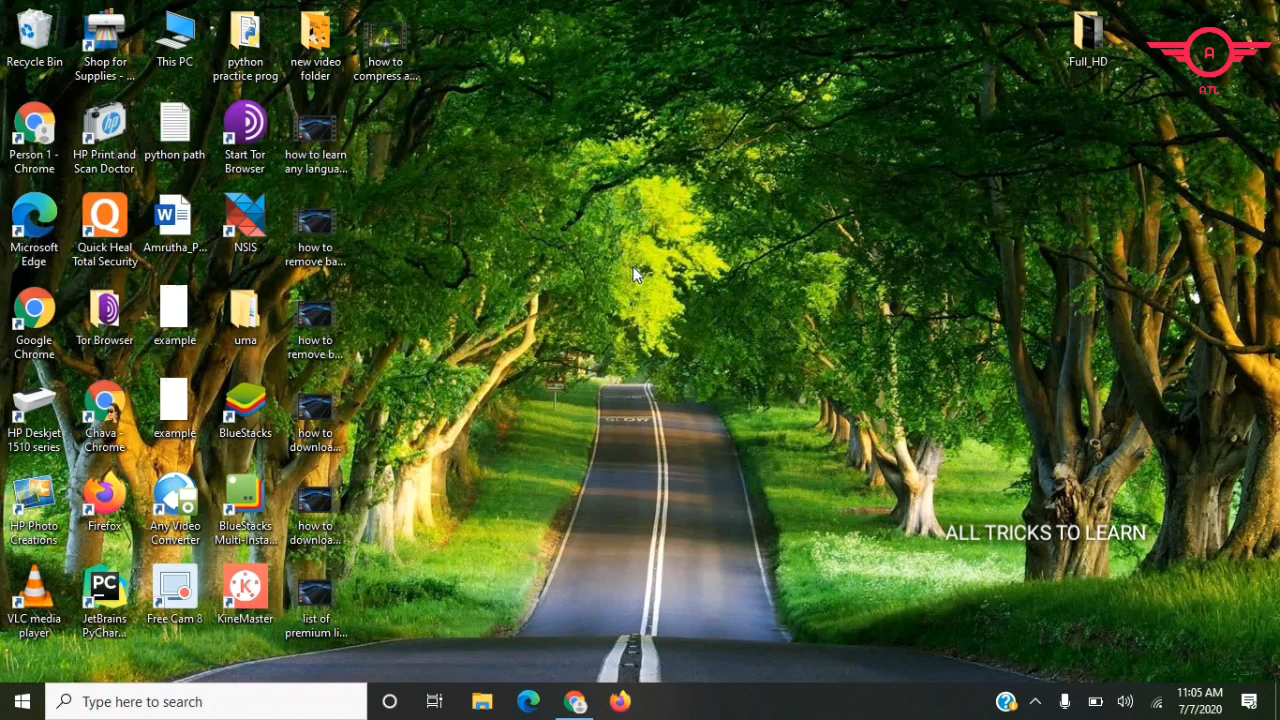 Recycle Bin
Shop for
Supplies - ...
This PC
python
practice prog
new video
folder
how to
compress a...
Full_HD
A
ATL
Person 1 -
Chrome
HP Print and
Scan Doctor
python path
Start Tor
Browser
how to learn
any langua...
Microsoft
Edge
Quick Heal
Total Security
Amrutha_P...
NSIS
how to
remove ba...
Google
Chrome
Tor Browser
example
uma
how to
remove b...
HP Deskjet
1510 series
Chava -
Chrome
example
BlueStacks
how to
downloa...
SLOW
HP Photo
Creations
Firefox
Any Video
Converter
BlueStacks
Multi-Insta...
how to
downloa...
ALL TRICKS TO LEARN
VLC media
player
PC
JetBrains
PyChar...
Free Cam 8
KineMaster
list of
premium li...
Type here to search
11:05 AM
7/7/2020